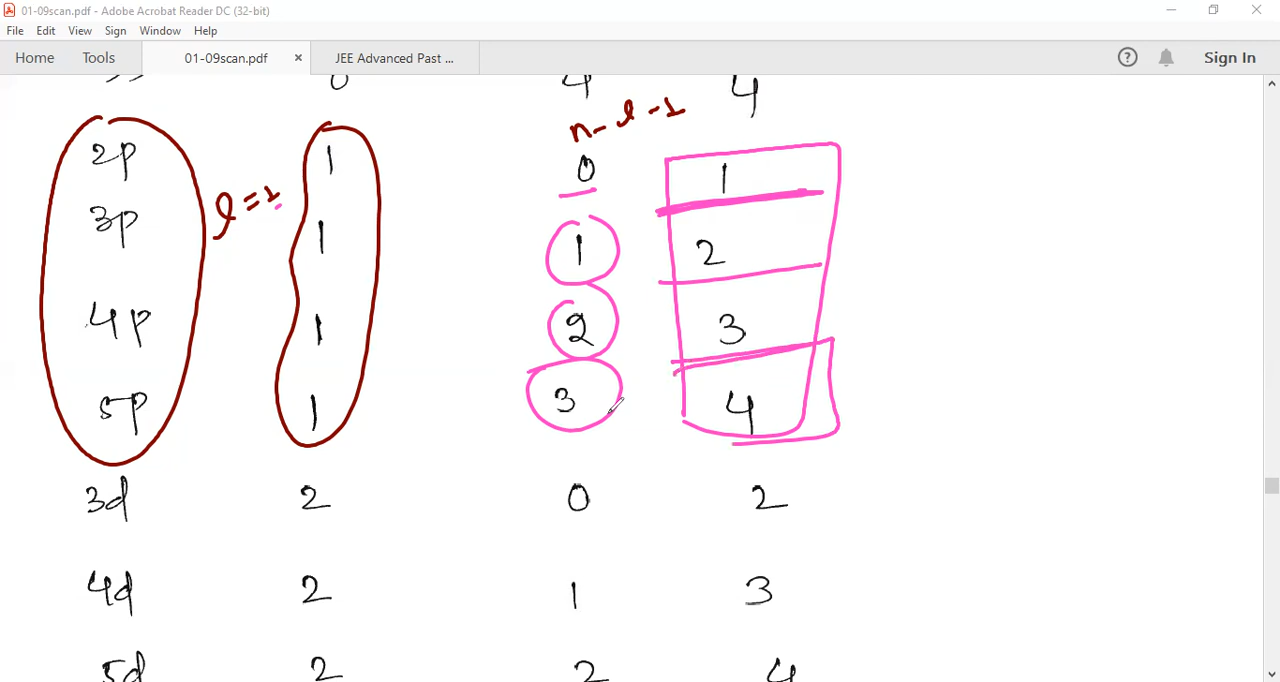 01-09scan.pdf - Adobe Acrobat Reader DC (32-bit)
File Edit View Sign Window Help
Home Tools 01-09scan.pdf × JEE Advanced Past ... ? Sign In
0 4 4
n-l-1
2p 1 0 1
l=1
3p 1 1 2
4p 1 2 3
5p 1 3 4
3d 2 0 2
4d 2 1 3
5d 2 2 4